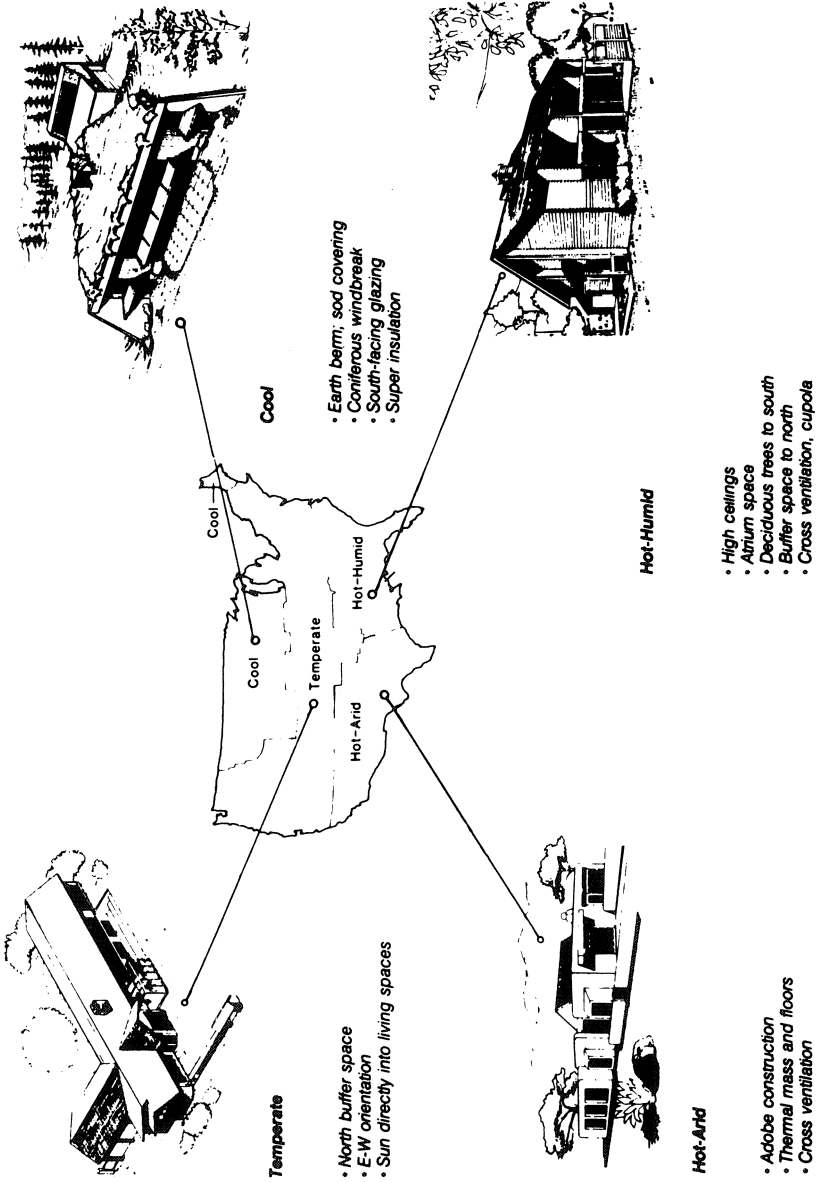 Temperate
• North buffer space
• E-W orientation
• Sun directly into living spaces
Cool
• Earth berm; sod covering
• Coniferous windbreak
• South-facing glazing
• Super insulation
Cool
Cool
Temperate
Hot-Humid
Hot-Arid
Hot-Arid
• Adobe construction
• Thermal mass and floors
• Cross ventilation
Hot-Humid
• High ceilings
• Atrium space
• Deciduous trees to south
• Buffer space to north
• Cross ventilation, cupola